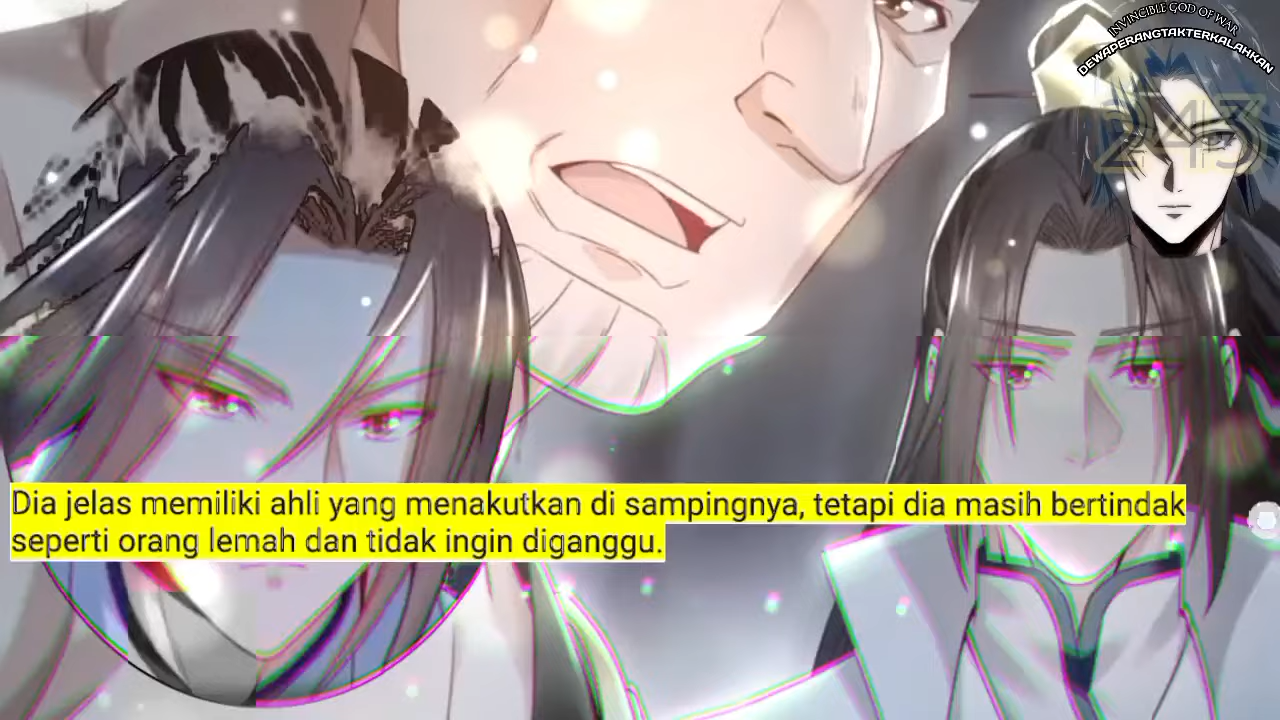 INVINCIBLE GOD OF WAR
DEWAPERANGTAKTERKALAHKAN
243
Dia jelas memiliki ahli yang menakutkan di sampingnya, tetapi dia masih bertindak
seperti orang lemah dan tidak ingin diganggu.